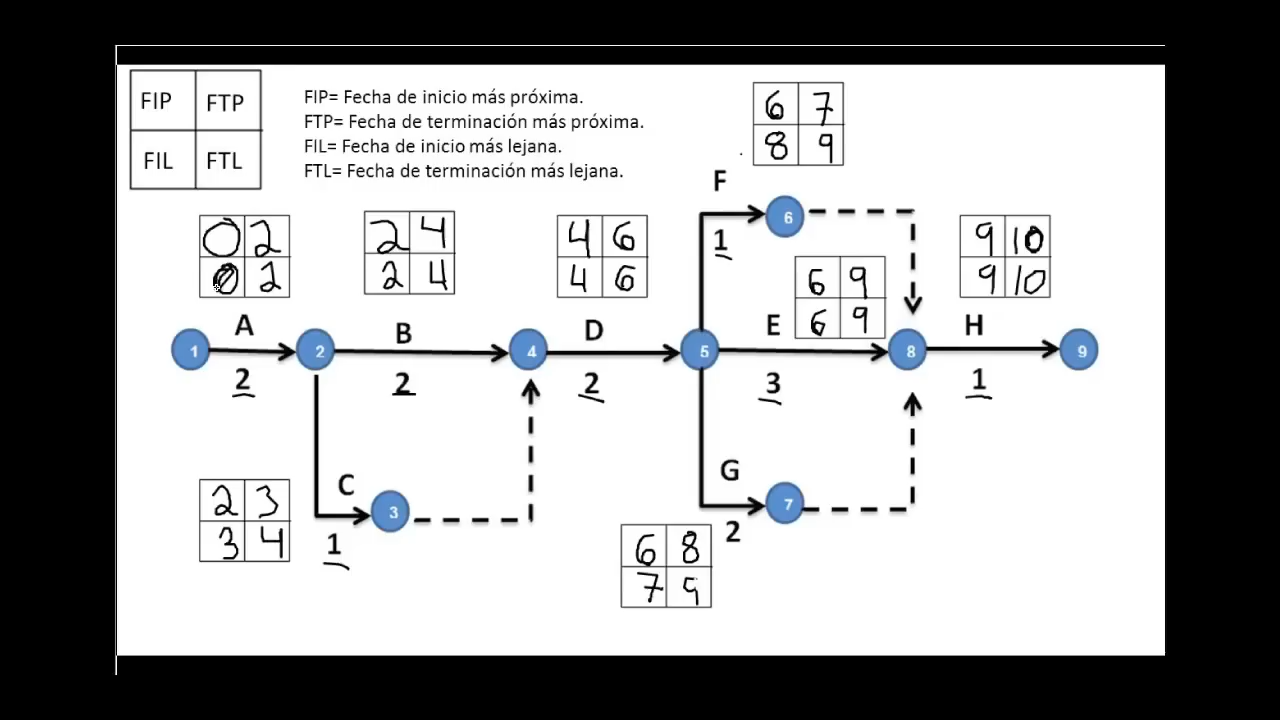 FIP FTP
FIL FTL
FIP= Fecha de inicio más próxima.
FTP= Fecha de terminación más próxima.
FIL= Fecha de inicio más lejana.
FTL= Fecha de terminación más lejana.
6 7
8 9
F
1
6
0 2
0 2
2 4
2 4
4 6
4 6
6 9
6 9
9 10
9 10
A
B
D
E
H
1
2
4
5
8
9
2
2
2
3
1
2 3
3 4
C
1
3
G
2
7
6 8
7 9